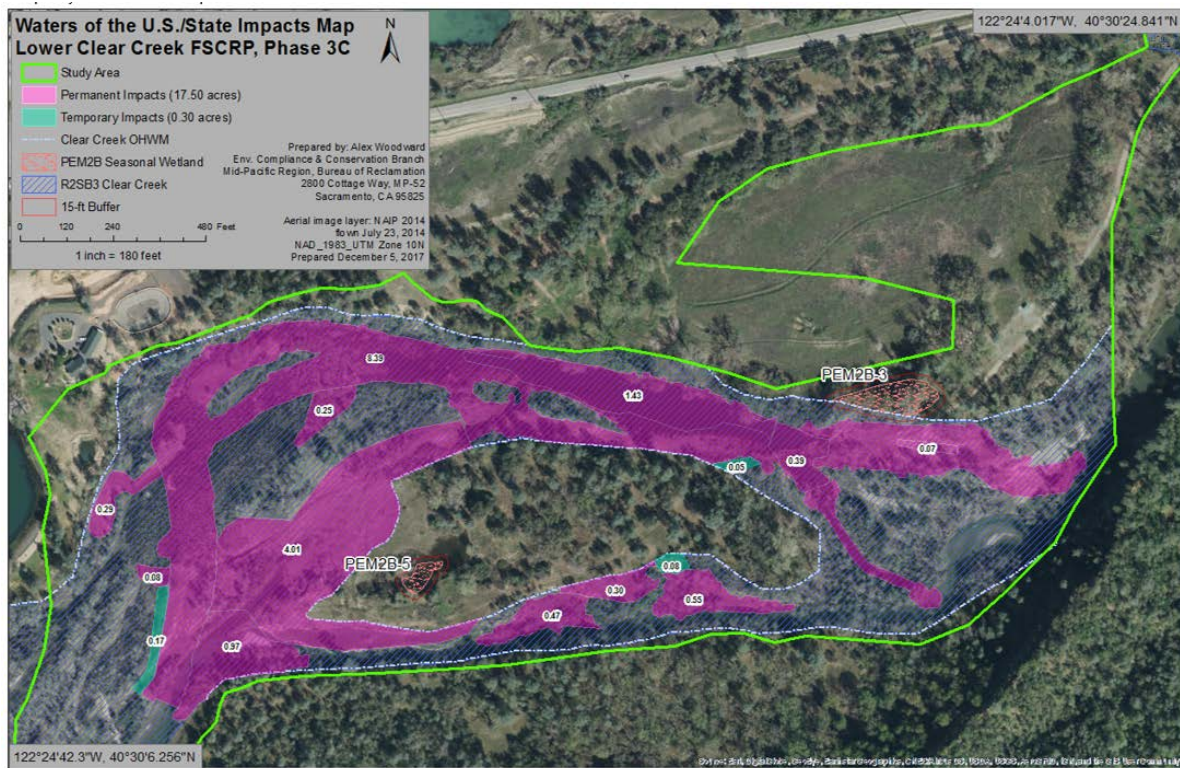 Waters of the U.S./State Impacts Map
Lower Clear Creek FSCRP, Phase 3C
N
Study Area
Permanent Impacts (17.50 acres)
Temporary Impacts (0.30 acres)
Clear Creek OHWM
PEM2B Seasonal Wetland
R2SB3 Clear Creek
15-ft Buffer
0 120 240 480 Feet
1 inch = 180 feet
Prepared by: Alex Woodward
Env. Compliance & Conservation Branch
Mid-Pacific Region, Bureau of Reclamation
2800 Cottage Way, MP-52
Sacramento, CA 95825
Aerial image layer: NAIP 2014
flown July 23, 2014
NAD_1983_UTM Zone 10N
Prepared December 5, 2017
122°24'4.017"W, 40°30'24.841"N
8.39
0.25
1.43
PEM2B-3
0.29
0.05
0.39
0.07
4.01
PEM2B-5
0.08
0.08
0.30
0.55
0.47
0.17
0.97
122°24'42.3"W, 40°30'6.256"N